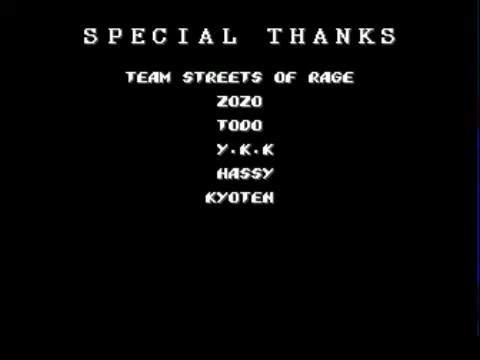 SPECIAL THANKS
TEAM STREETS OF RAGE
ZOZO
TODO
Y.K.K
HASSY
KYOTEN